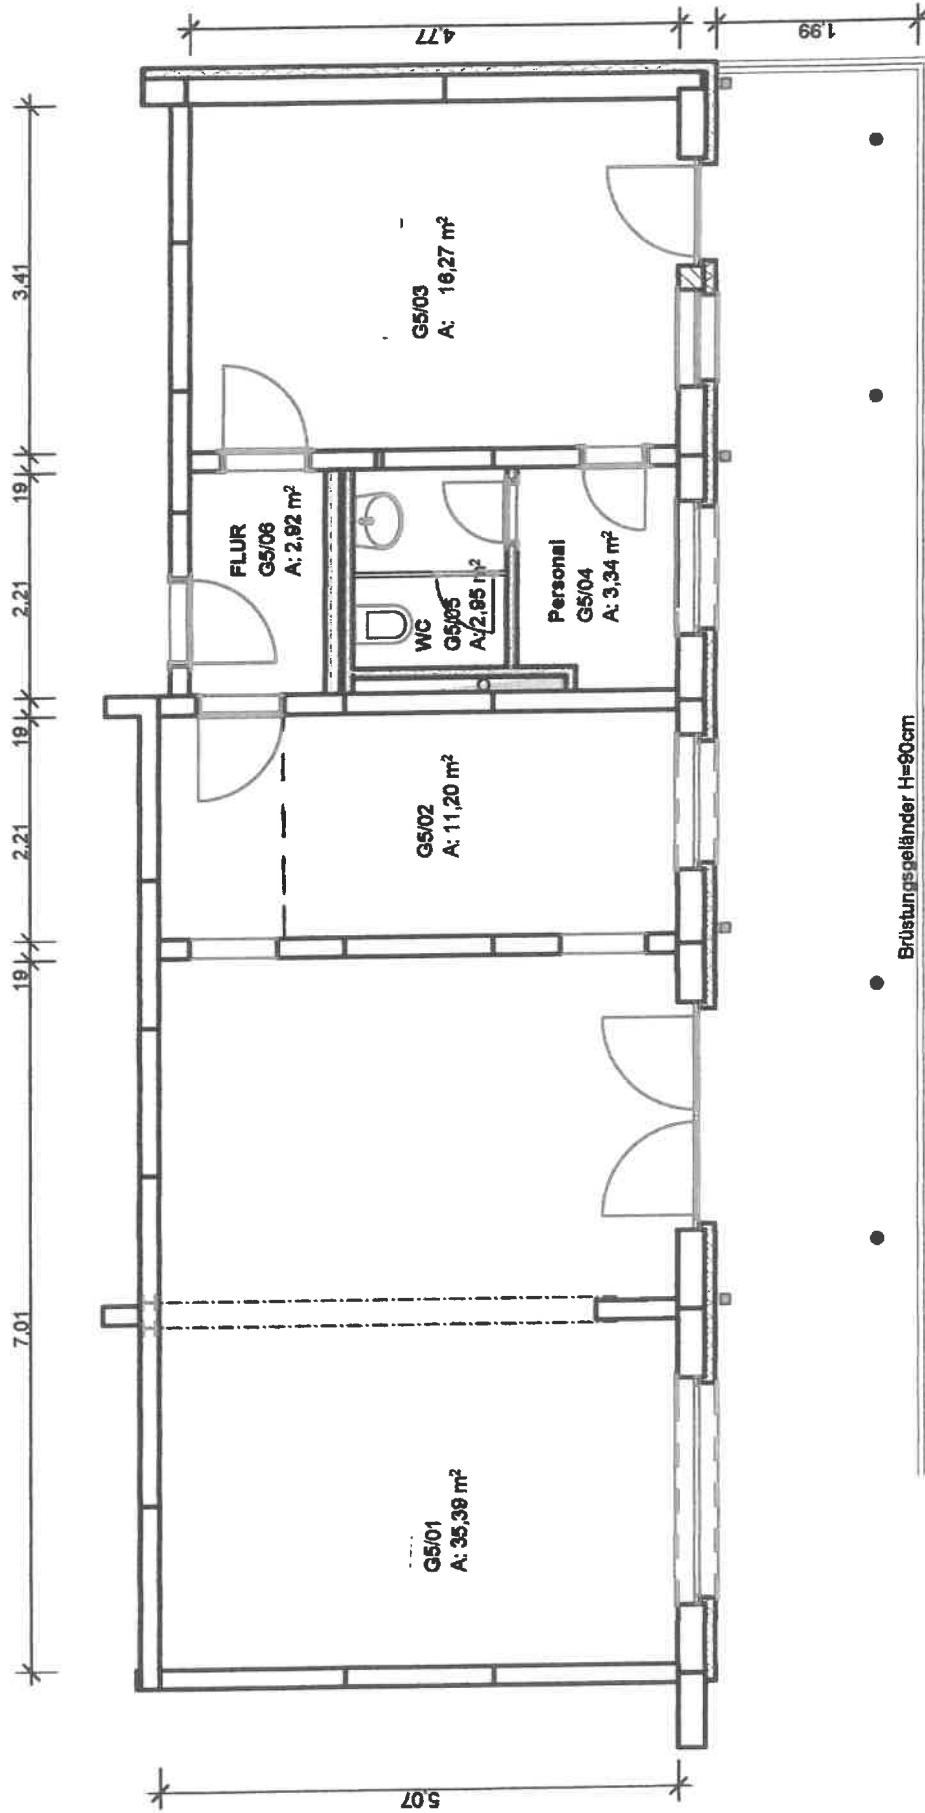 7,01
19
2,21
19
2,21
19
3,41
5,07
4,77
1,99
G5/01
A: 35,39 m²
G5/02
A: 11,20 m²
FLUR
G5/06
A: 2,92 m²
WC
G5/05
A: 2,95 m²
Personal
G5/04
A: 3,34 m²
G5/03
A: 16,27 m²
Brüstungsgeländer H=90cm